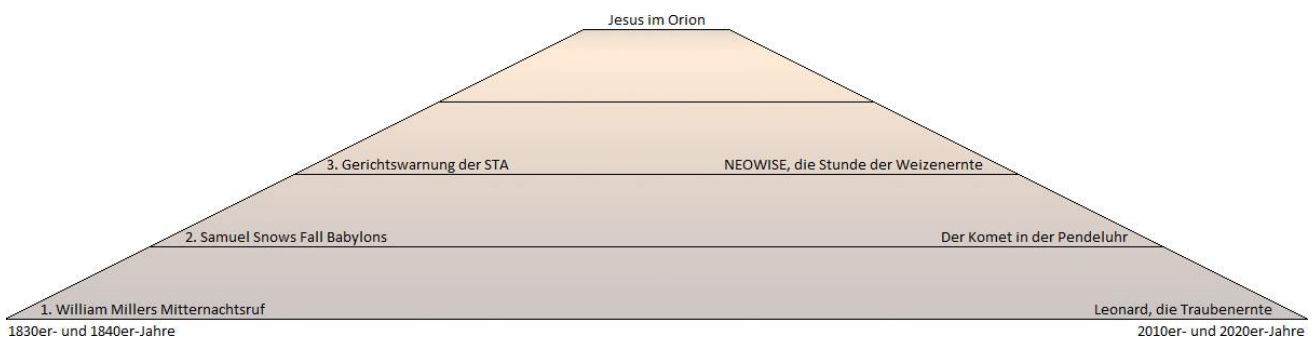 Jesus im Orion
3. Gerichtswarnung der STA
NEOWISE, die Stunde der Weizenernte
2. Samuel Snows Fall Babylons
Der Komet in der Pendeluhr
1. William Millers Mitternachtsruf
Leonard, die Traubenernte
1830er- und 1840er-Jahre
2010er- und 2020er-Jahre